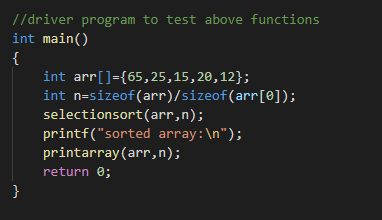 //driver program to test above functions
int main()
{
    int arr[]={65,25,15,20,12};
    int n=sizeof(arr)/sizeof(arr[0]);
    selectionsort(arr,n);
    printf("sorted array:\n");
    printarray(arr,n);
    return 0;
}